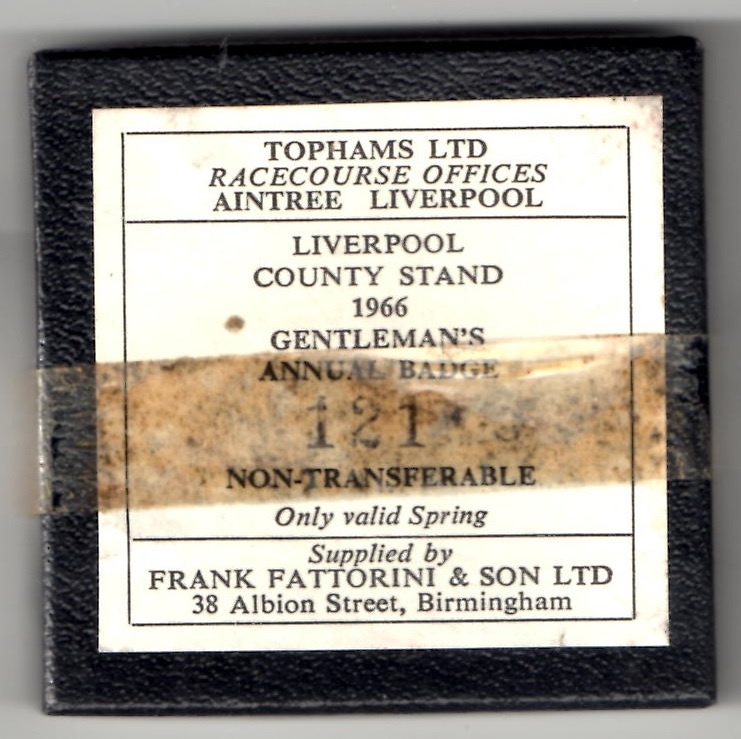 TOPHAMS LTD
RACECOURSE OFFICES
AINTREE LIVERPOOL
LIVERPOOL
COUNTY STAND
1966
GENTLEMAN'S
ANNUAL BADGE
121
NON-TRANSFERABLE
Only valid Spring
Supplied by
FRANK FATTORINI & SON LTD
38 Albion Street, Birmingham